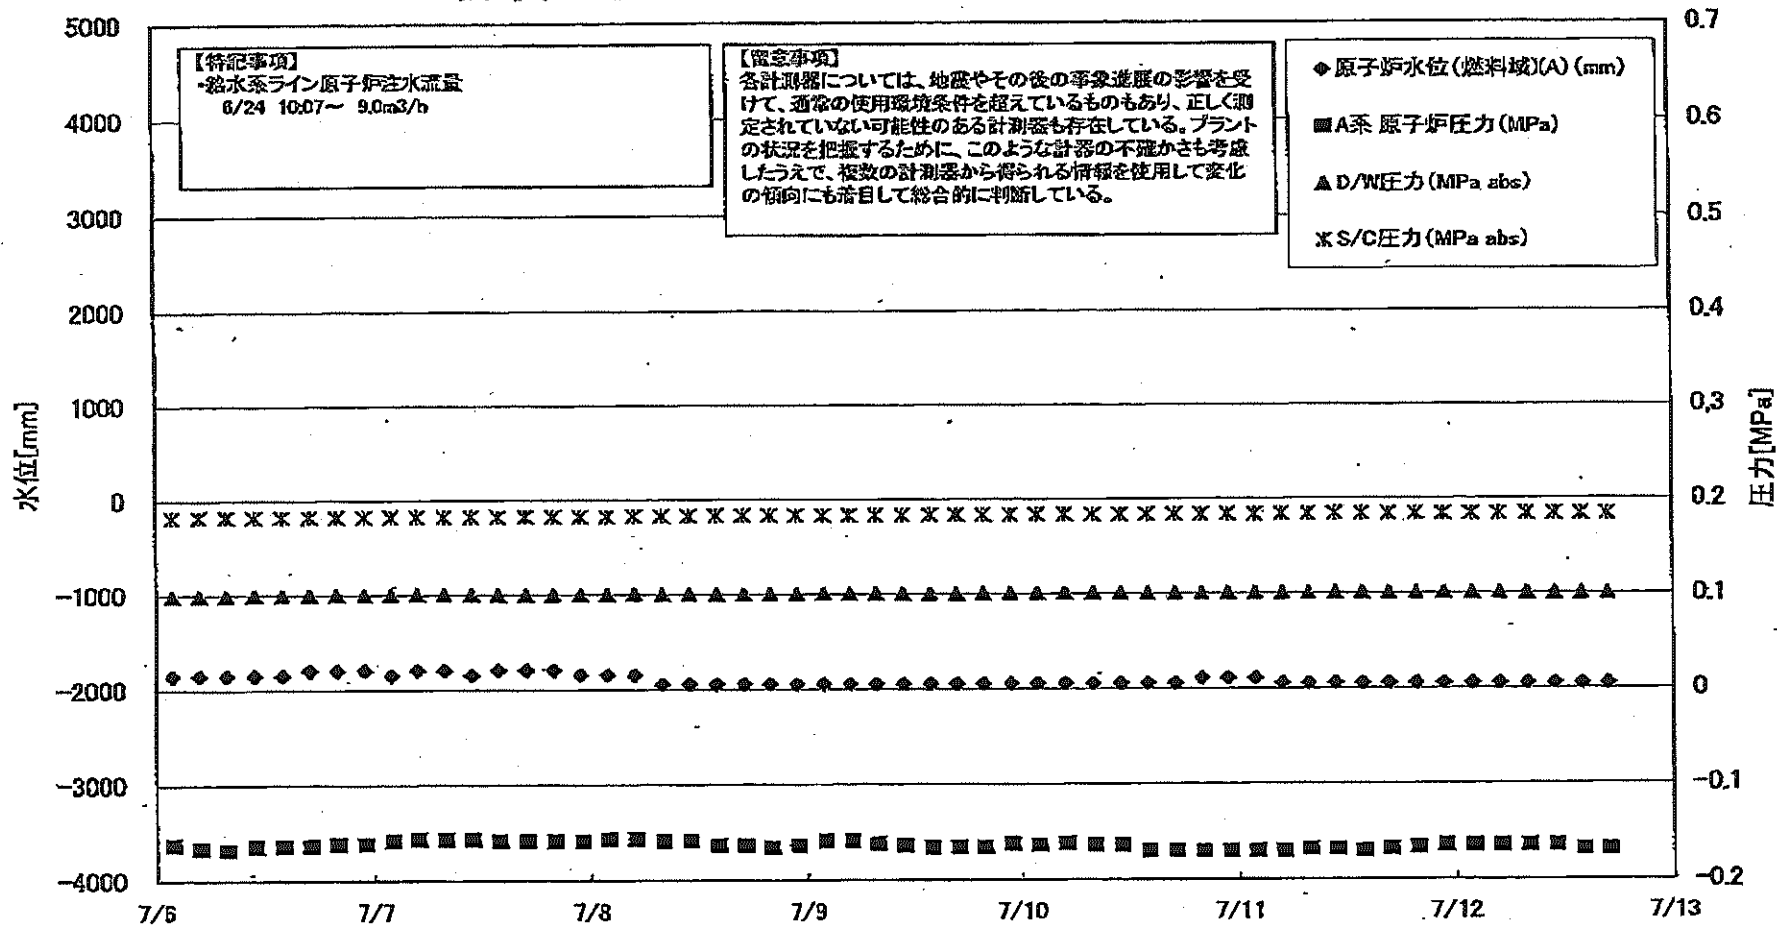 5000
4000
3000
2000
1000
0
-1000
-2000
-3000
-4000
水位[mm]
【特記事項】
・給水系ライン原子炉注水流量
6/24 10:07~ 9.0m3/h
【留意事項】
各計測器については、地震やその後の事象進展の影響を受
けて、通常の使用環境条件を超えているものもあり、正しく測
定されていない可能性のある計測器も存在している。プラント
の状況を把握するために、このような計器の不確かさも考慮
したうえで、複数の計測器から得られる情報を使用して変化
の傾向にも着目して総合的に判断している。
◆原子炉水位(燃料域)(A)(mm)
■A系 原子炉圧力(MPa)
▲D/W圧力(MPa abs)
S/C圧力(MPa abs)
0.7
0.6
0.5
0.4
0.3
0.2
0.1
0
-0.1
-0.2
圧力[MPa]
7/6 7/7 7/8 7/9 7/10 7/11 7/12 7/13